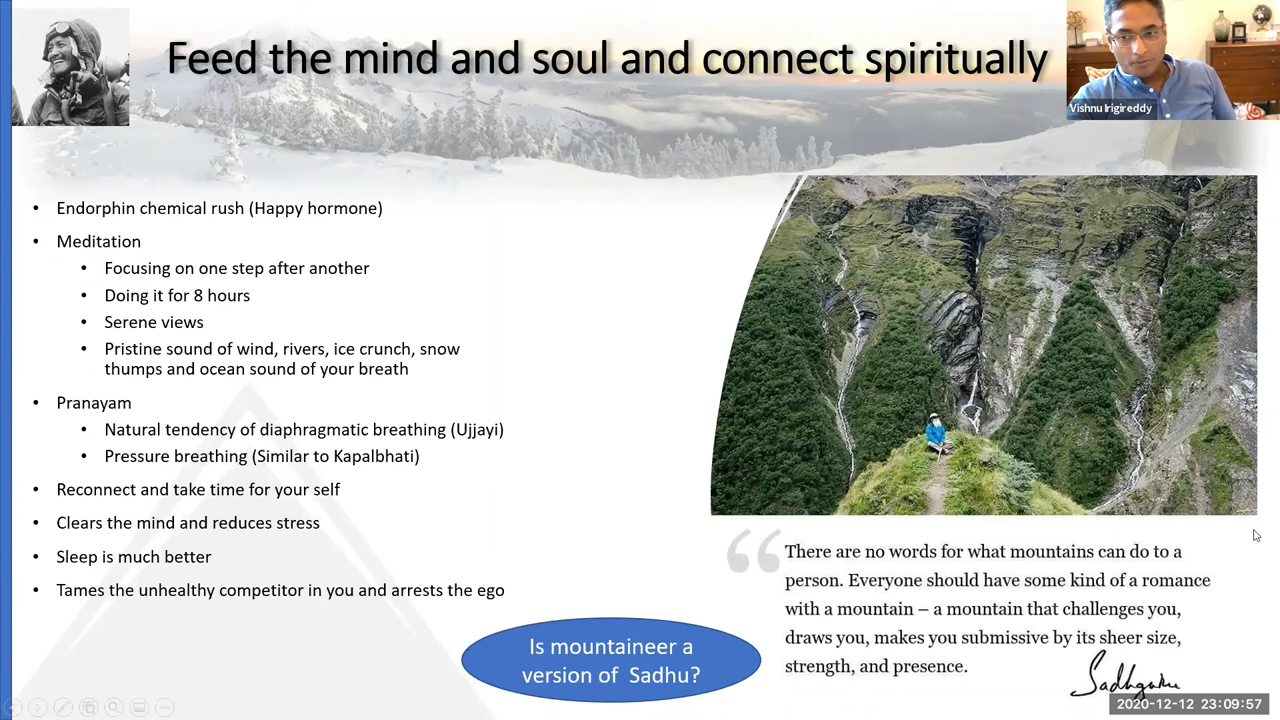 Feed the mind and soul and connect spiritually
Vishnu Irigireddy
• Endorphin chemical rush (Happy hormone)
• Meditation
• Focusing on one step after another
• Doing it for 8 hours
• Serene views
• Pristine sound of wind, rivers, ice crunch, snow
thumps and ocean sound of your breath
• Pranayam
• Natural tendency of diaphragmatic breathing (Ujjayi)
• Pressure breathing (Similar to Kapalbhati)
• Reconnect and take time for your self
• Clears the mind and reduces stress
• Sleep is much better
• Tames the unhealthy competitor in you and arrests the ego
Is mountaineer a
version of Sadhu?
“There are no words for what mountains can do to a
person. Everyone should have some kind of a romance
with a mountain – a mountain that challenges you,
draws you, makes you submissive by its sheer size,
strength, and presence.
Sadhguru
2020-12-12 23:09:57